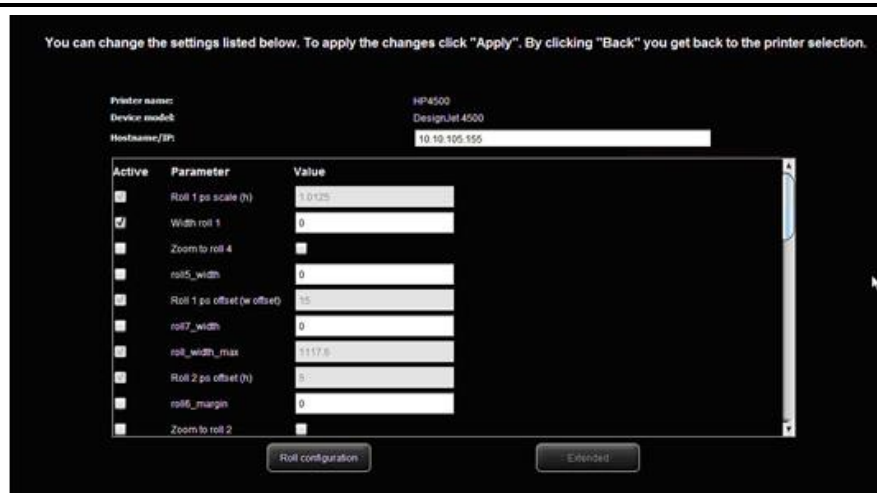 You can change the settings listed below. To apply the changes click "Apply". By clicking "Back" you get back to the printer selection.
Printer name: HP4500
Device model: DesignJet 4500
Hostname/IP: 10.10.105.155
Active Parameter Value
Roll 1 ps scale (h) 1.0125
Width roll 1 0
Zoom to roll 4
roll5_width 0
Roll 1 ps offset (w offset) 15
roll7_width 0
roll_width_max 1117.6
Roll 2 ps offset (h) 5
roll6_margin 0
Zoom to roll 2
Roll configuration Extended